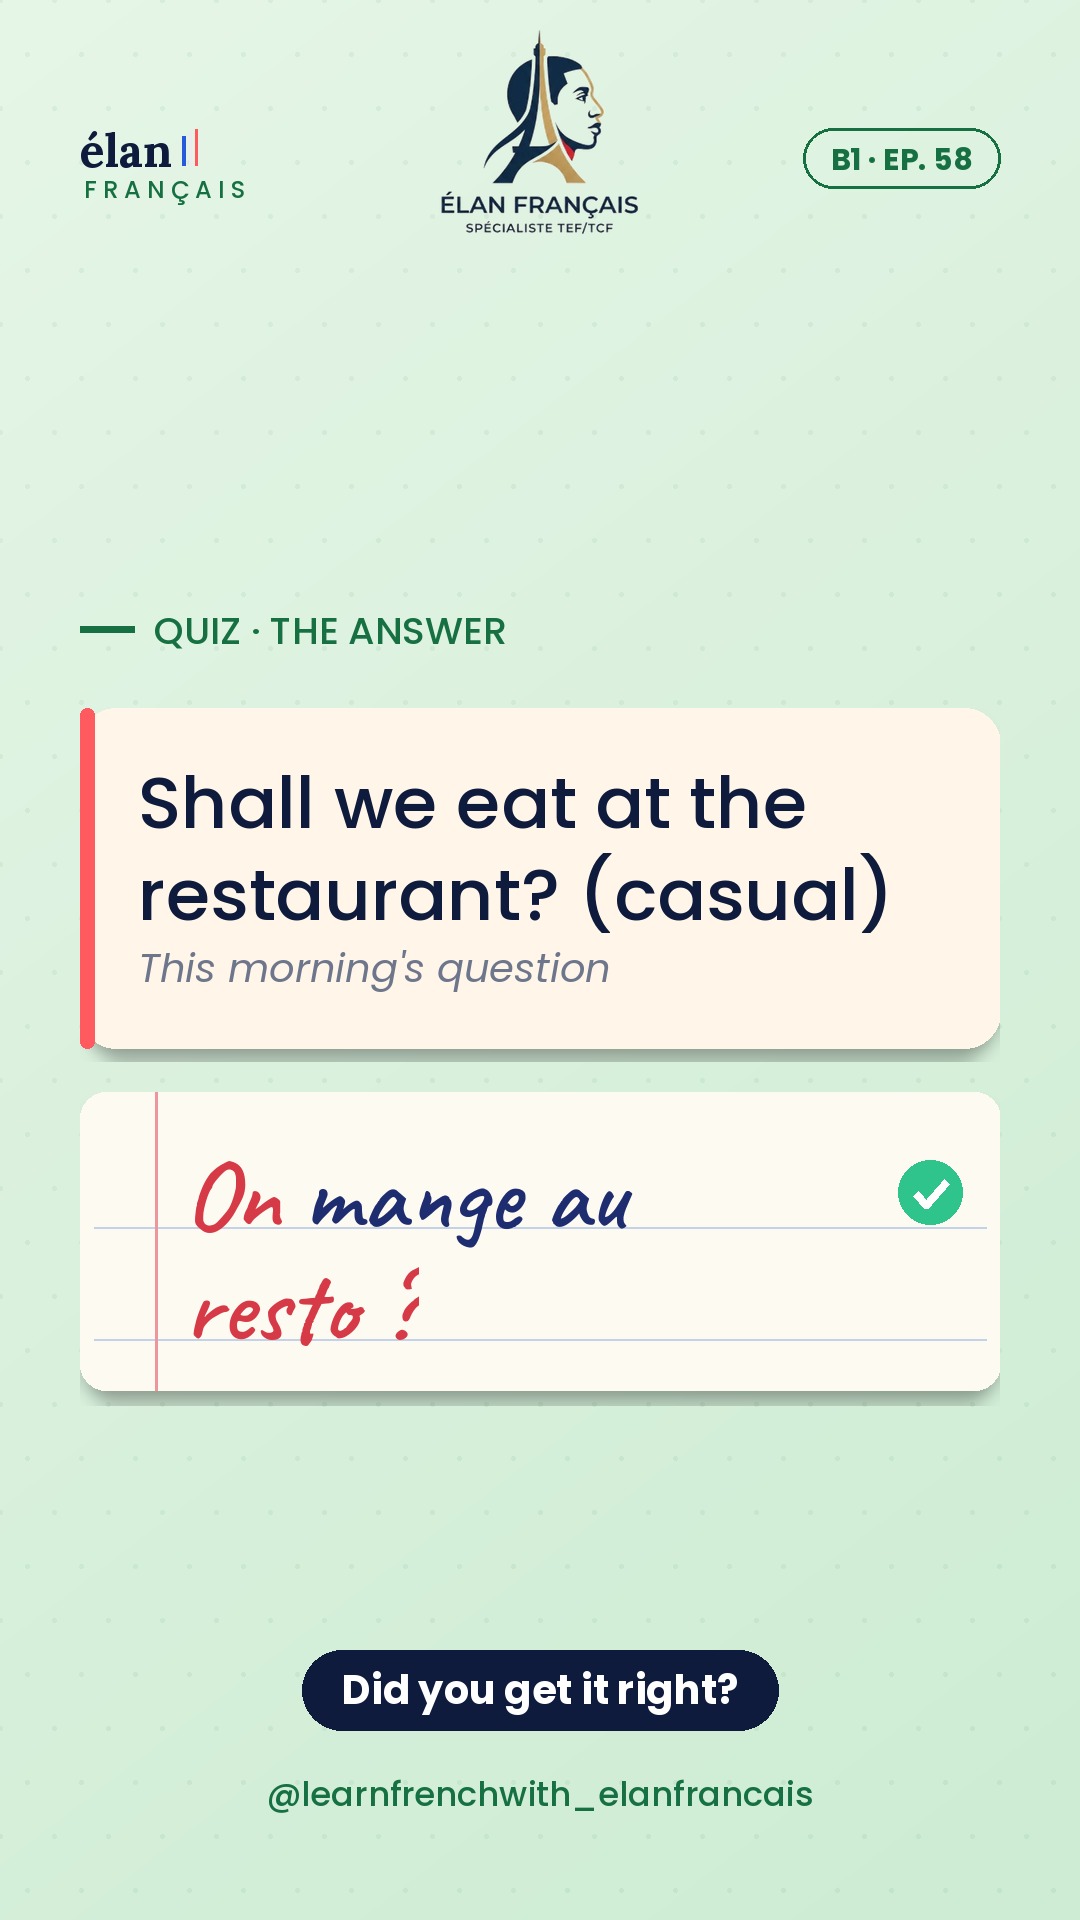 élan
FRANÇAIS
ÉLAN FRANÇAIS
SPÉCIALISTE TEF/TCF
B1 · EP. 58
QUIZ · THE ANSWER
Shall we eat at the
restaurant? (casual)
This morning's question
On mange au
resto ?
Did you get it right?
@learnfrenchwith_elanfrancais